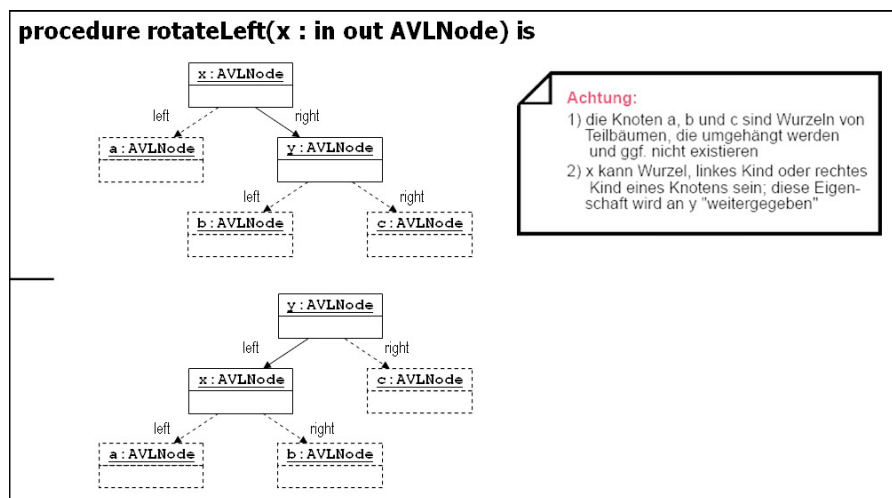 procedure rotateLeft(x : in out AVLNode) is
x:AVLNode
left
right
a:AVLNode
y:AVLNode
left
right
b:AVLNode
c:AVLNode
Achtung:
1) die Knoten a, b und c sind Wurzeln von
Teilbäumen, die umgehängt werden
und ggf. nicht existieren
2) x kann Wurzel, linkes Kind oder rechtes
Kind eines Knotens sein; diese Eigen-
schaft wird an y "weitergegeben"
y:AVLNode
left
right
x:AVLNode
c:AVLNode
left
right
a:AVLNode
b:AVLNode